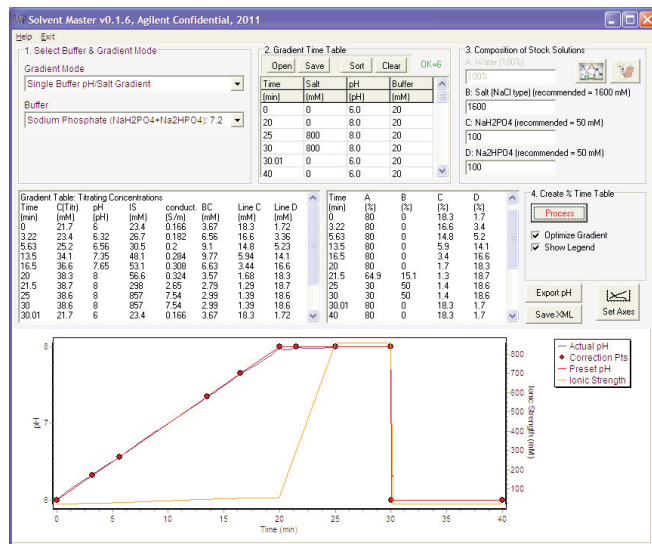 Solvent Master v0.1.6, Agilent Confidential, 2011
Help Exit
1. Select Buffer & Gradient Mode
Gradient Mode
Single Buffer pH/Salt Gradient
Buffer
Sodium Phosphate (NaH2PO4+Na2HPO4): 7.2
2. Gradient Time Table
Open Save Sort Clear OK=6
Time Salt pH Buffer
(min) (mM) (pH) (mM)
0 0 6.0 20
20 0 8.0 20
25 800 8.0 20
30 800 8.0 20
30.01 0 6.0 20
40 0 6.0 20
3. Composition of Stock Solutions
A: Water (100%)
100%
B: Salt (NaCl type) (recommended = 1600 mM)
1600
C: NaH2PO4 (recommended = 50 mM)
100
D: Na2HPO4 (recommended = 50 mM)
100
Gradient Table: Titrating Concentrations
Time C(Titr) pH IS conduct. BC Line C Line D
(min) (mM) (pH) (mM) (S/m) (mM) (mM) (mM)
0 21.7 6 23.4 0.166 3.67 18.3 1.72
3.22 23.4 6.32 26.7 0.182 6.56 16.6 3.36
5.63 25.2 6.56 30.5 0.2 9.1 14.8 5.23
13.5 34.1 7.35 48.1 0.284 9.77 5.94 14.1
16.5 36.6 7.65 53.1 0.308 6.63 3.44 16.6
20 38.3 8 56.6 0.324 3.57 1.68 18.3
21.5 38.7 8 298 2.65 2.79 1.29 18.7
25 38.6 8 857 7.54 2.99 1.39 18.6
30 38.6 8 857 7.54 2.99 1.39 18.6
30.01 21.7 6 23.4 0.166 3.67 18.3 1.72
Time A B C D
(min) (%) (%) (%) (%)
0 80 0 18.3 1.7
3.22 80 0 16.6 3.4
5.63 80 0 14.8 5.2
13.5 80 0 5.9 14.1
16.5 80 0 3.4 16.6
20 80 0 1.7 18.3
21.5 64.9 15.1 1.3 18.7
25 30 50 1.4 18.6
30 30 50 1.4 18.6
30.01 80 0 18.3 1.7
40 80 0 18.3 1.7
4. Create % Time Table
Process
Optimize Gradient
Show Legend
Export pH
Save XML
Set Axes
8
7
6
pH
0 5 10 15 20 25 30 35 40
Time (min)
800
700
600
500
400
300
200
100
Ionic Strength (mM)
Actual pH
Correction Pts
Preset pH
Ionic Strength